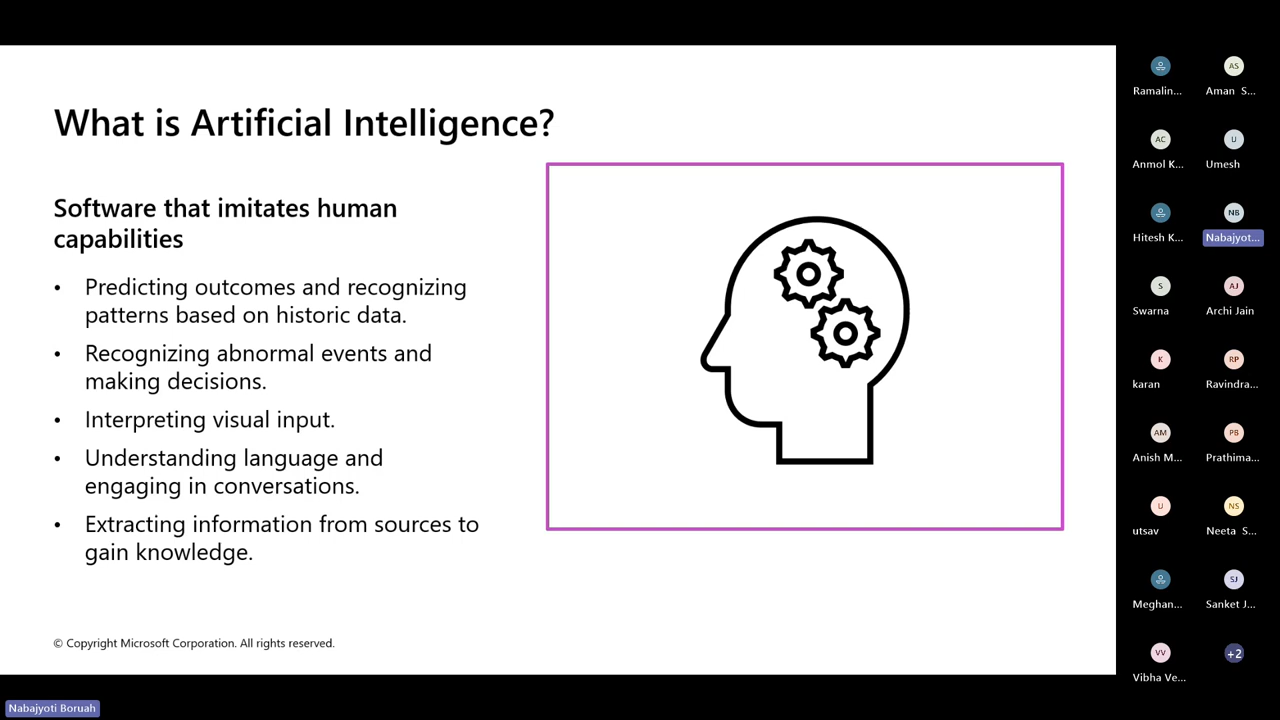 What is Artificial Intelligence?
Software that imitates human
capabilities
• Predicting outcomes and recognizing
patterns based on historic data.
• Recognizing abnormal events and
making decisions.
• Interpreting visual input.
• Understanding language and
engaging in conversations.
• Extracting information from sources to
gain knowledge.
© Copyright Microsoft Corporation. All rights reserved.
AS
Ramalin...
Aman S...
AC
U
Anmol K...
Umesh
NB
Hitesh K...
Nabajyot...
S
AJ
Swarna
Archi Jain
K
RP
karan
Ravindra...
AM
PB
Anish M...
Prathima...
U
NS
utsav
Neeta S...
SJ
Meghan...
Sanket J...
VV
+2
Vibha Ve...
Nabajyoti Boruah